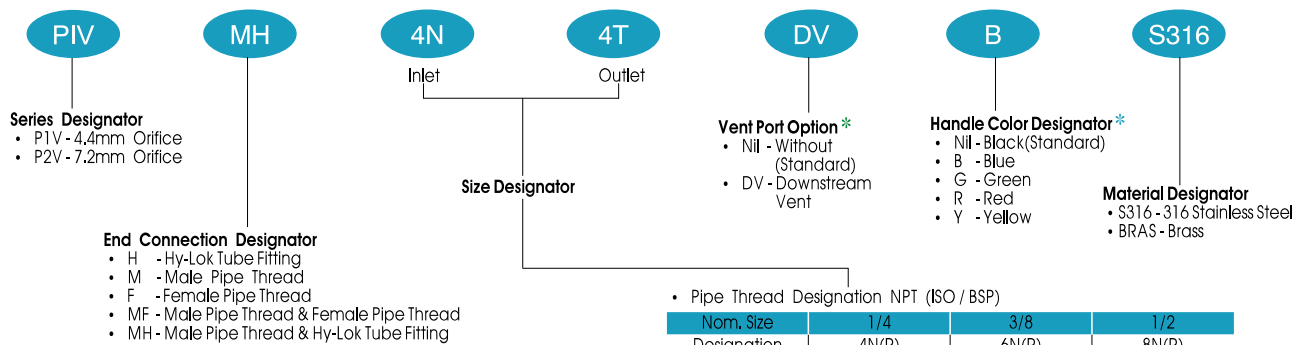 PIV MH 4N 4T DV B S316
Inlet Outlet
Series Designator
• P1V - 4.4mm Orifice
• P2V - 7.2mm Orifice
End Connection Designator
• H - Hy-Lok Tube Fitting
• M - Male Pipe Thread
• F - Female Pipe Thread
• MF - Male Pipe Thread & Female Pipe Thread
• MH - Male Pipe Thread & Hy-Lok Tube Fitting
Size Designator
Vent Port Option *
• Nil - Without
(Standard)
• DV - Downstream
Vent
Handle Color Designator *
• Nil - Black(Standard)
• B - Blue
• G - Green
• R - Red
• Y - Yellow
Material Designator
• S316 - 316 Stainless Steel
• BRAS - Brass
• Pipe Thread Designation NPT (ISO / BSP)
Nom. Size 1/4 3/8 1/2
Designation 4N(R) 6N(R) 8N(R)